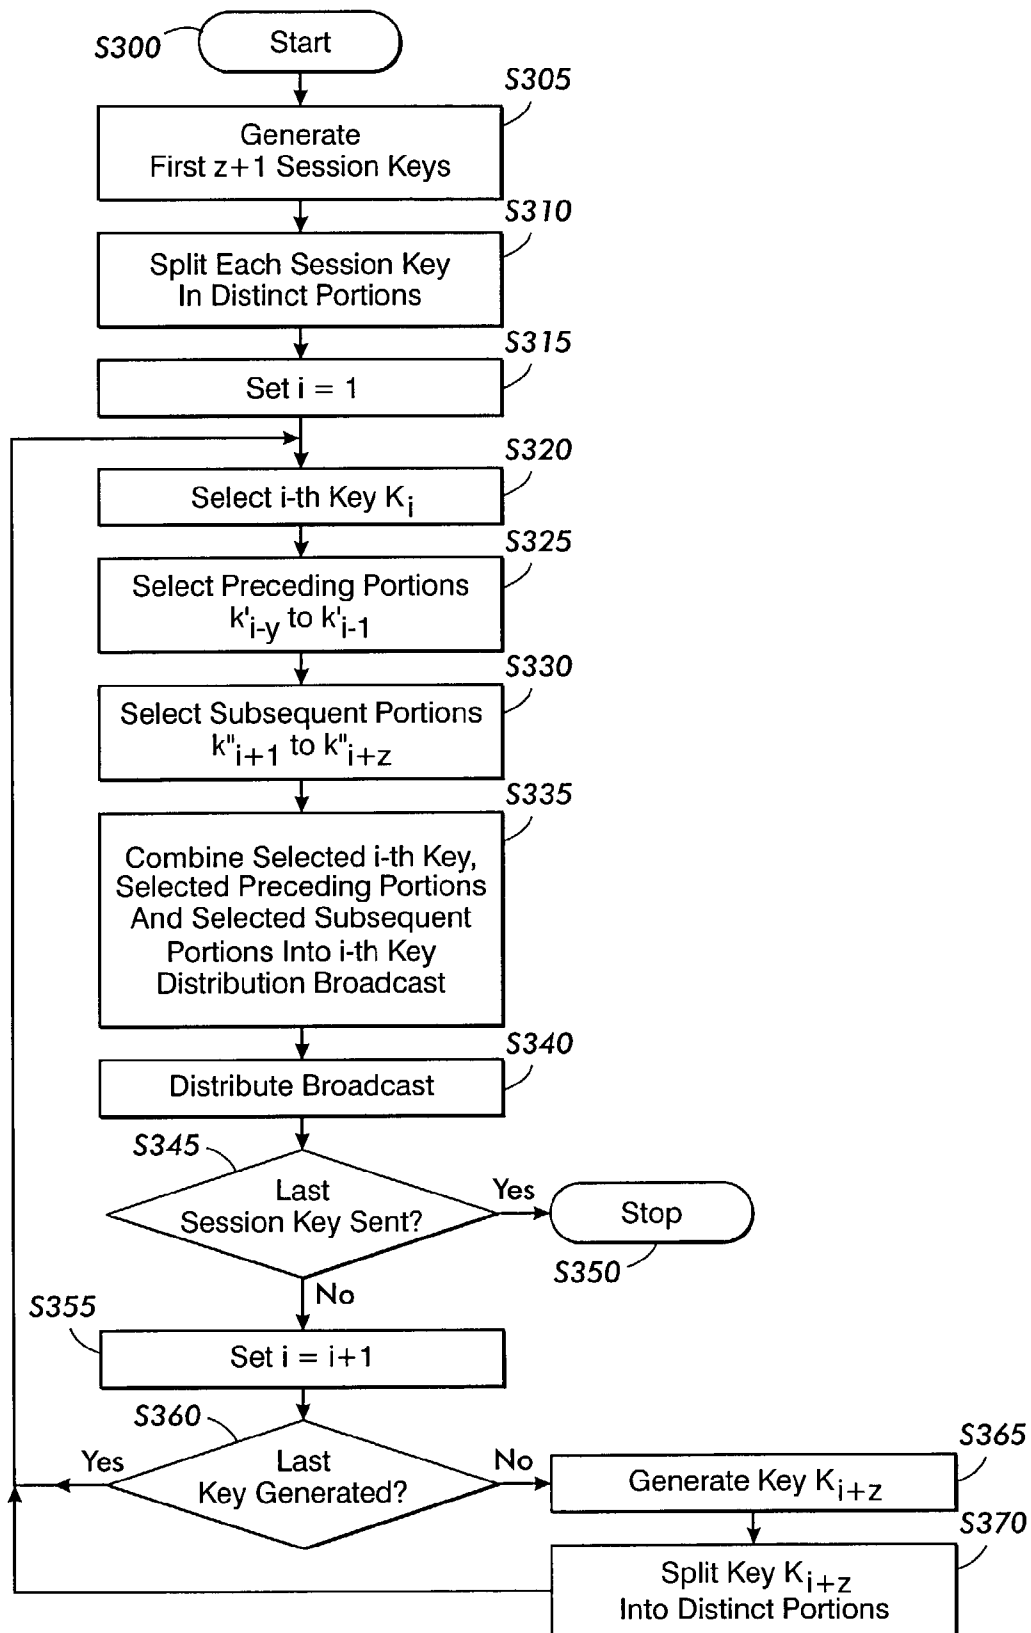 S300
Start
S305
Generate
First z+1 Session Keys
S310
Split Each Session Key
In Distinct Portions
S315
Set i = 1
S320
Select i-th Key Ki
S325
Select Preceding Portions
k'i-y to k'i-1
S330
Select Subsequent Portions
k"i+1 to k"i+z
S335
Combine Selected i-th Key,
Selected Preceding Portions
And Selected Subsequent
Portions Into i-th Key
Distribution Broadcast
S340
Distribute Broadcast
S345
Last
Session Key Sent?
Yes
Stop
S350
No
S355
Set i = i+1
S360
Last
Key Generated?
Yes
No
S365
Generate Key Ki+z
S370
Split Key Ki+z
Into Distinct Portions